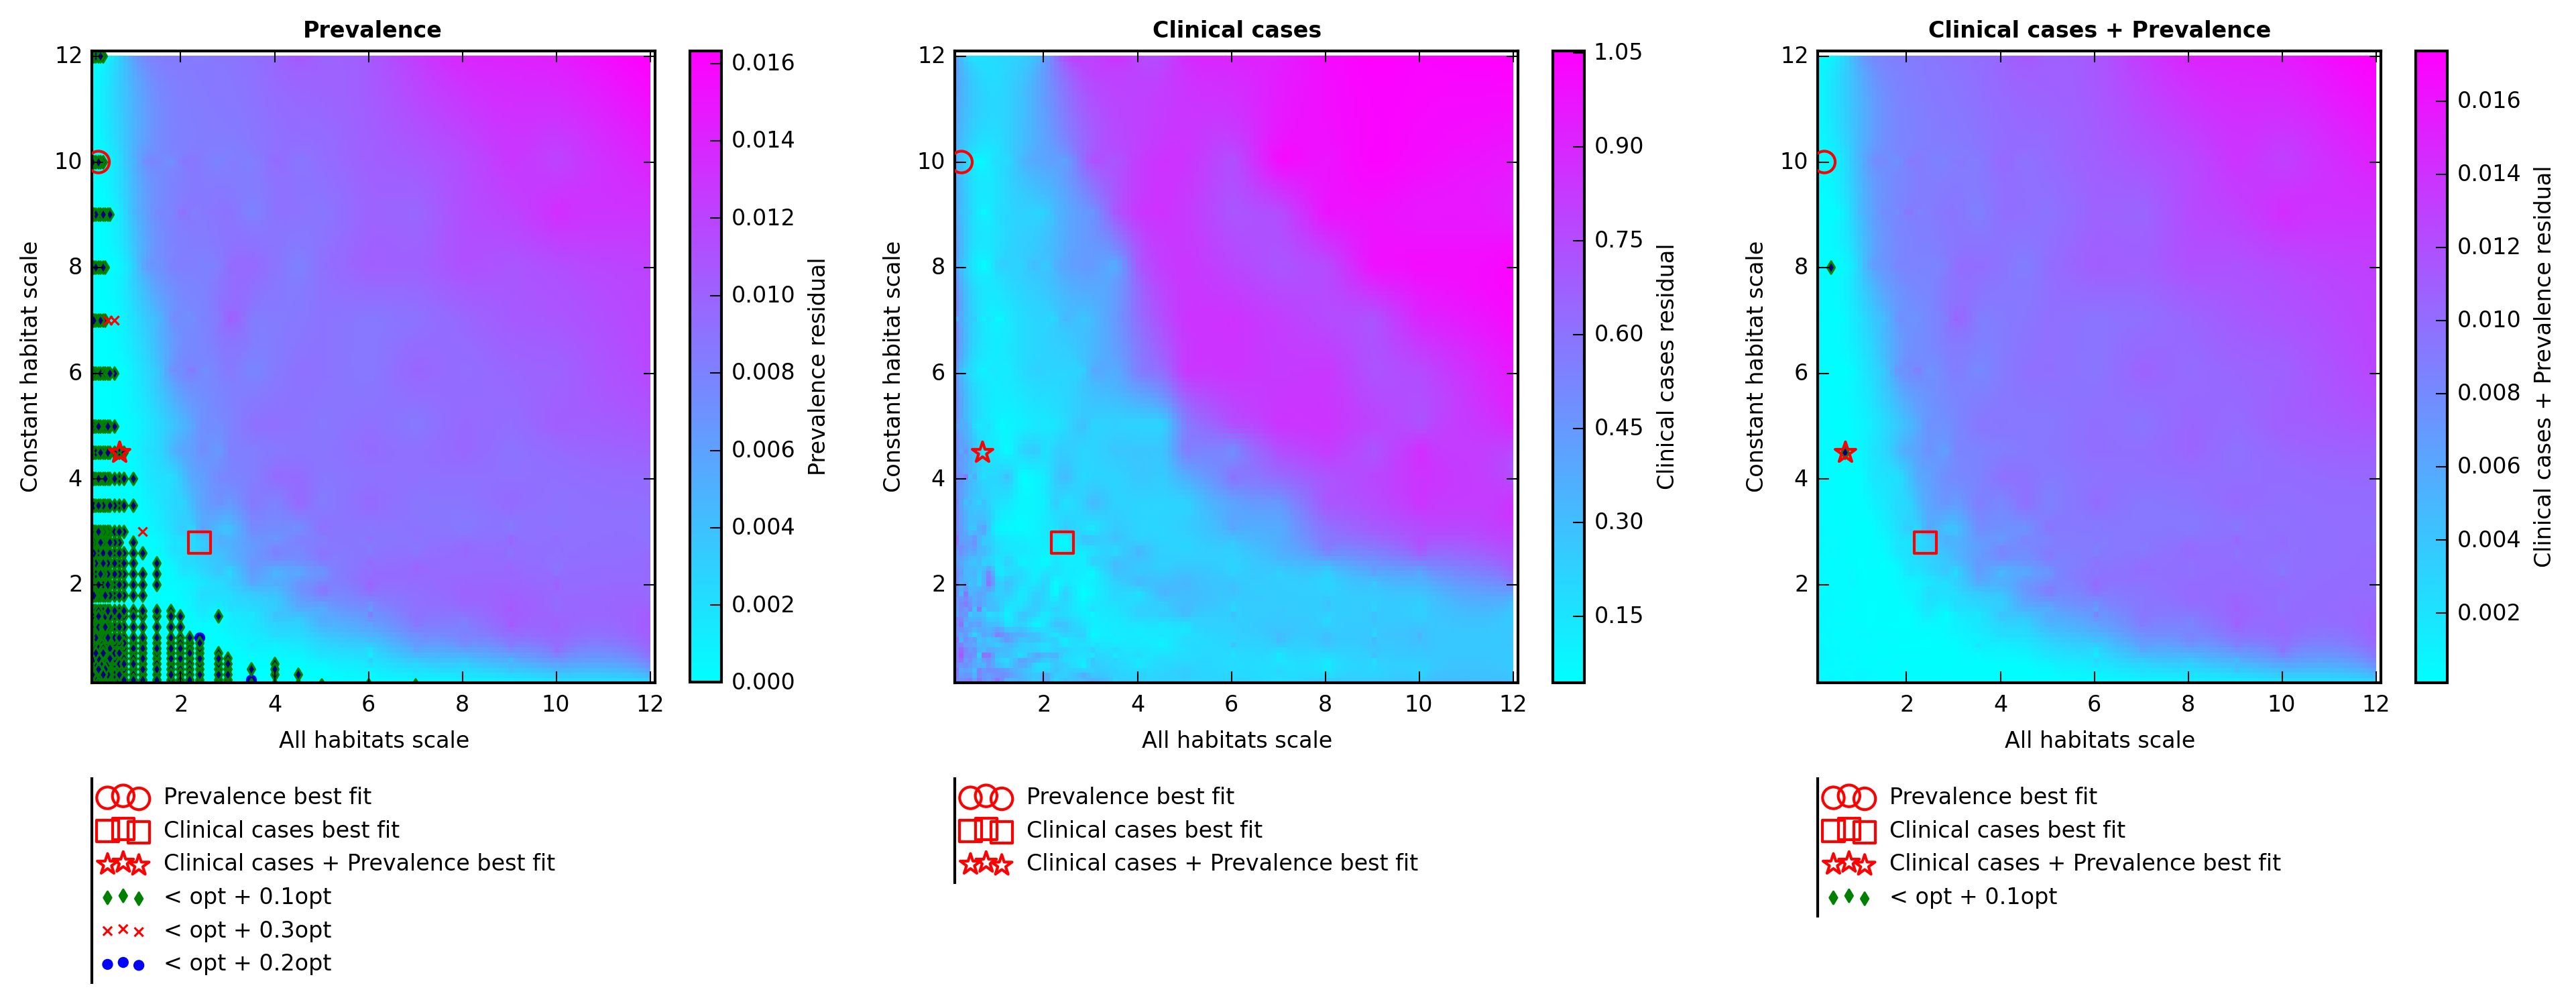 Prevalence
12
10
8
6
4
2
Constant habitat scale
2 4 6 8 10 12
All habitats scale
0.016
0.014
0.012
0.010
0.008
0.006
0.004
0.002
0.000
Prevalence residual
Prevalence best fit
Clinical cases best fit
Clinical cases + Prevalence best fit
< opt + 0.1opt
< opt + 0.3opt
< opt + 0.2opt
Clinical cases
12
10
8
6
4
2
Constant habitat scale
2 4 6 8 10 12
All habitats scale
1.05
0.90
0.75
0.60
0.45
0.30
0.15
Clinical cases residual
Prevalence best fit
Clinical cases best fit
Clinical cases + Prevalence best fit
Clinical cases + Prevalence
12
10
8
6
4
2
Constant habitat scale
2 4 6 8 10 12
All habitats scale
0.016
0.014
0.012
0.010
0.008
0.006
0.004
0.002
Clinical cases + Prevalence residual
Prevalence best fit
Clinical cases best fit
Clinical cases + Prevalence best fit
< opt + 0.1opt